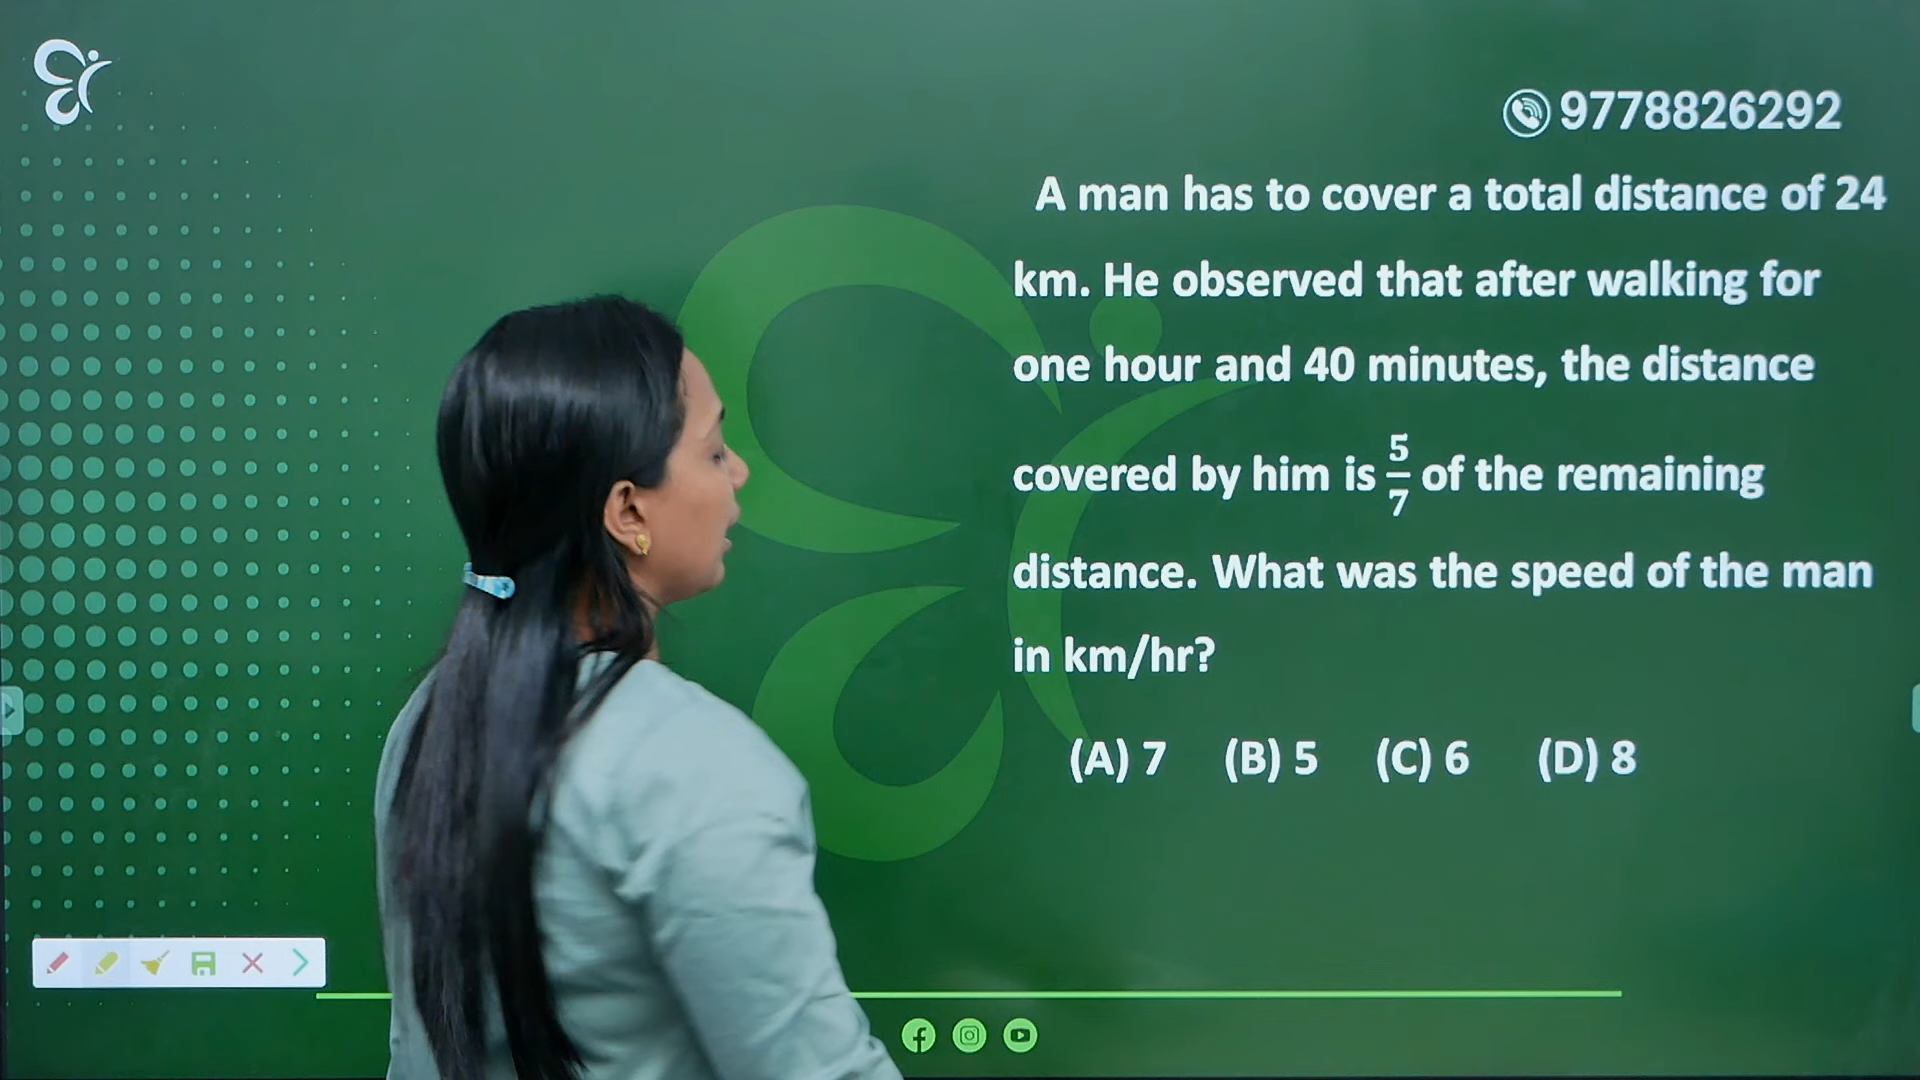 9778826292
A man has to cover a total distance of 24
km. He observed that after walking for
one hour and 40 minutes, the distance
covered by him is 5/7 of the remaining
distance. What was the speed of the man
in km/hr?
(A) 7 (B) 5 (C) 6 (D) 8